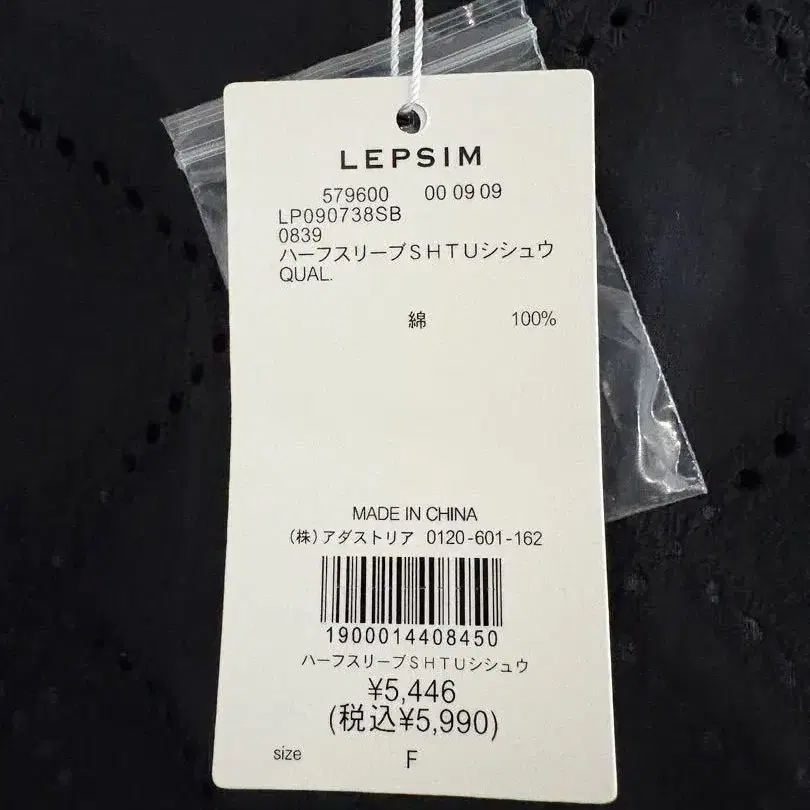 LEPSIM
579600 00 09 09
LP090738SB
0839
ハーフスリーブSHTUシシュウ
QUAL.
綿 100%
MADE IN CHINA
(株)アダストリア 0120-601-162
1900014408450
ハーフスリーブSHTUシシュウ
¥5,446
(税込¥5,990)
size F